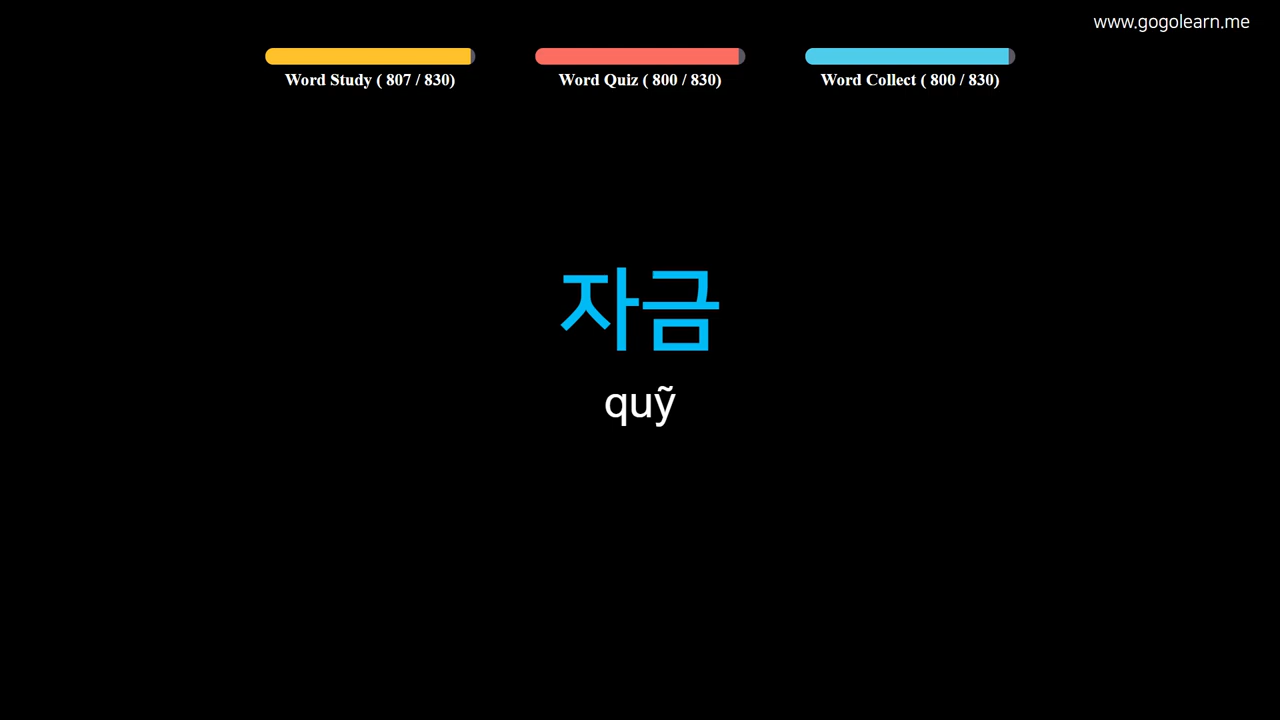 www.gogolearn.me
Word Study ( 807 / 830)
Word Quiz ( 800 / 830)
Word Collect ( 800 / 830)
자금
quỹ